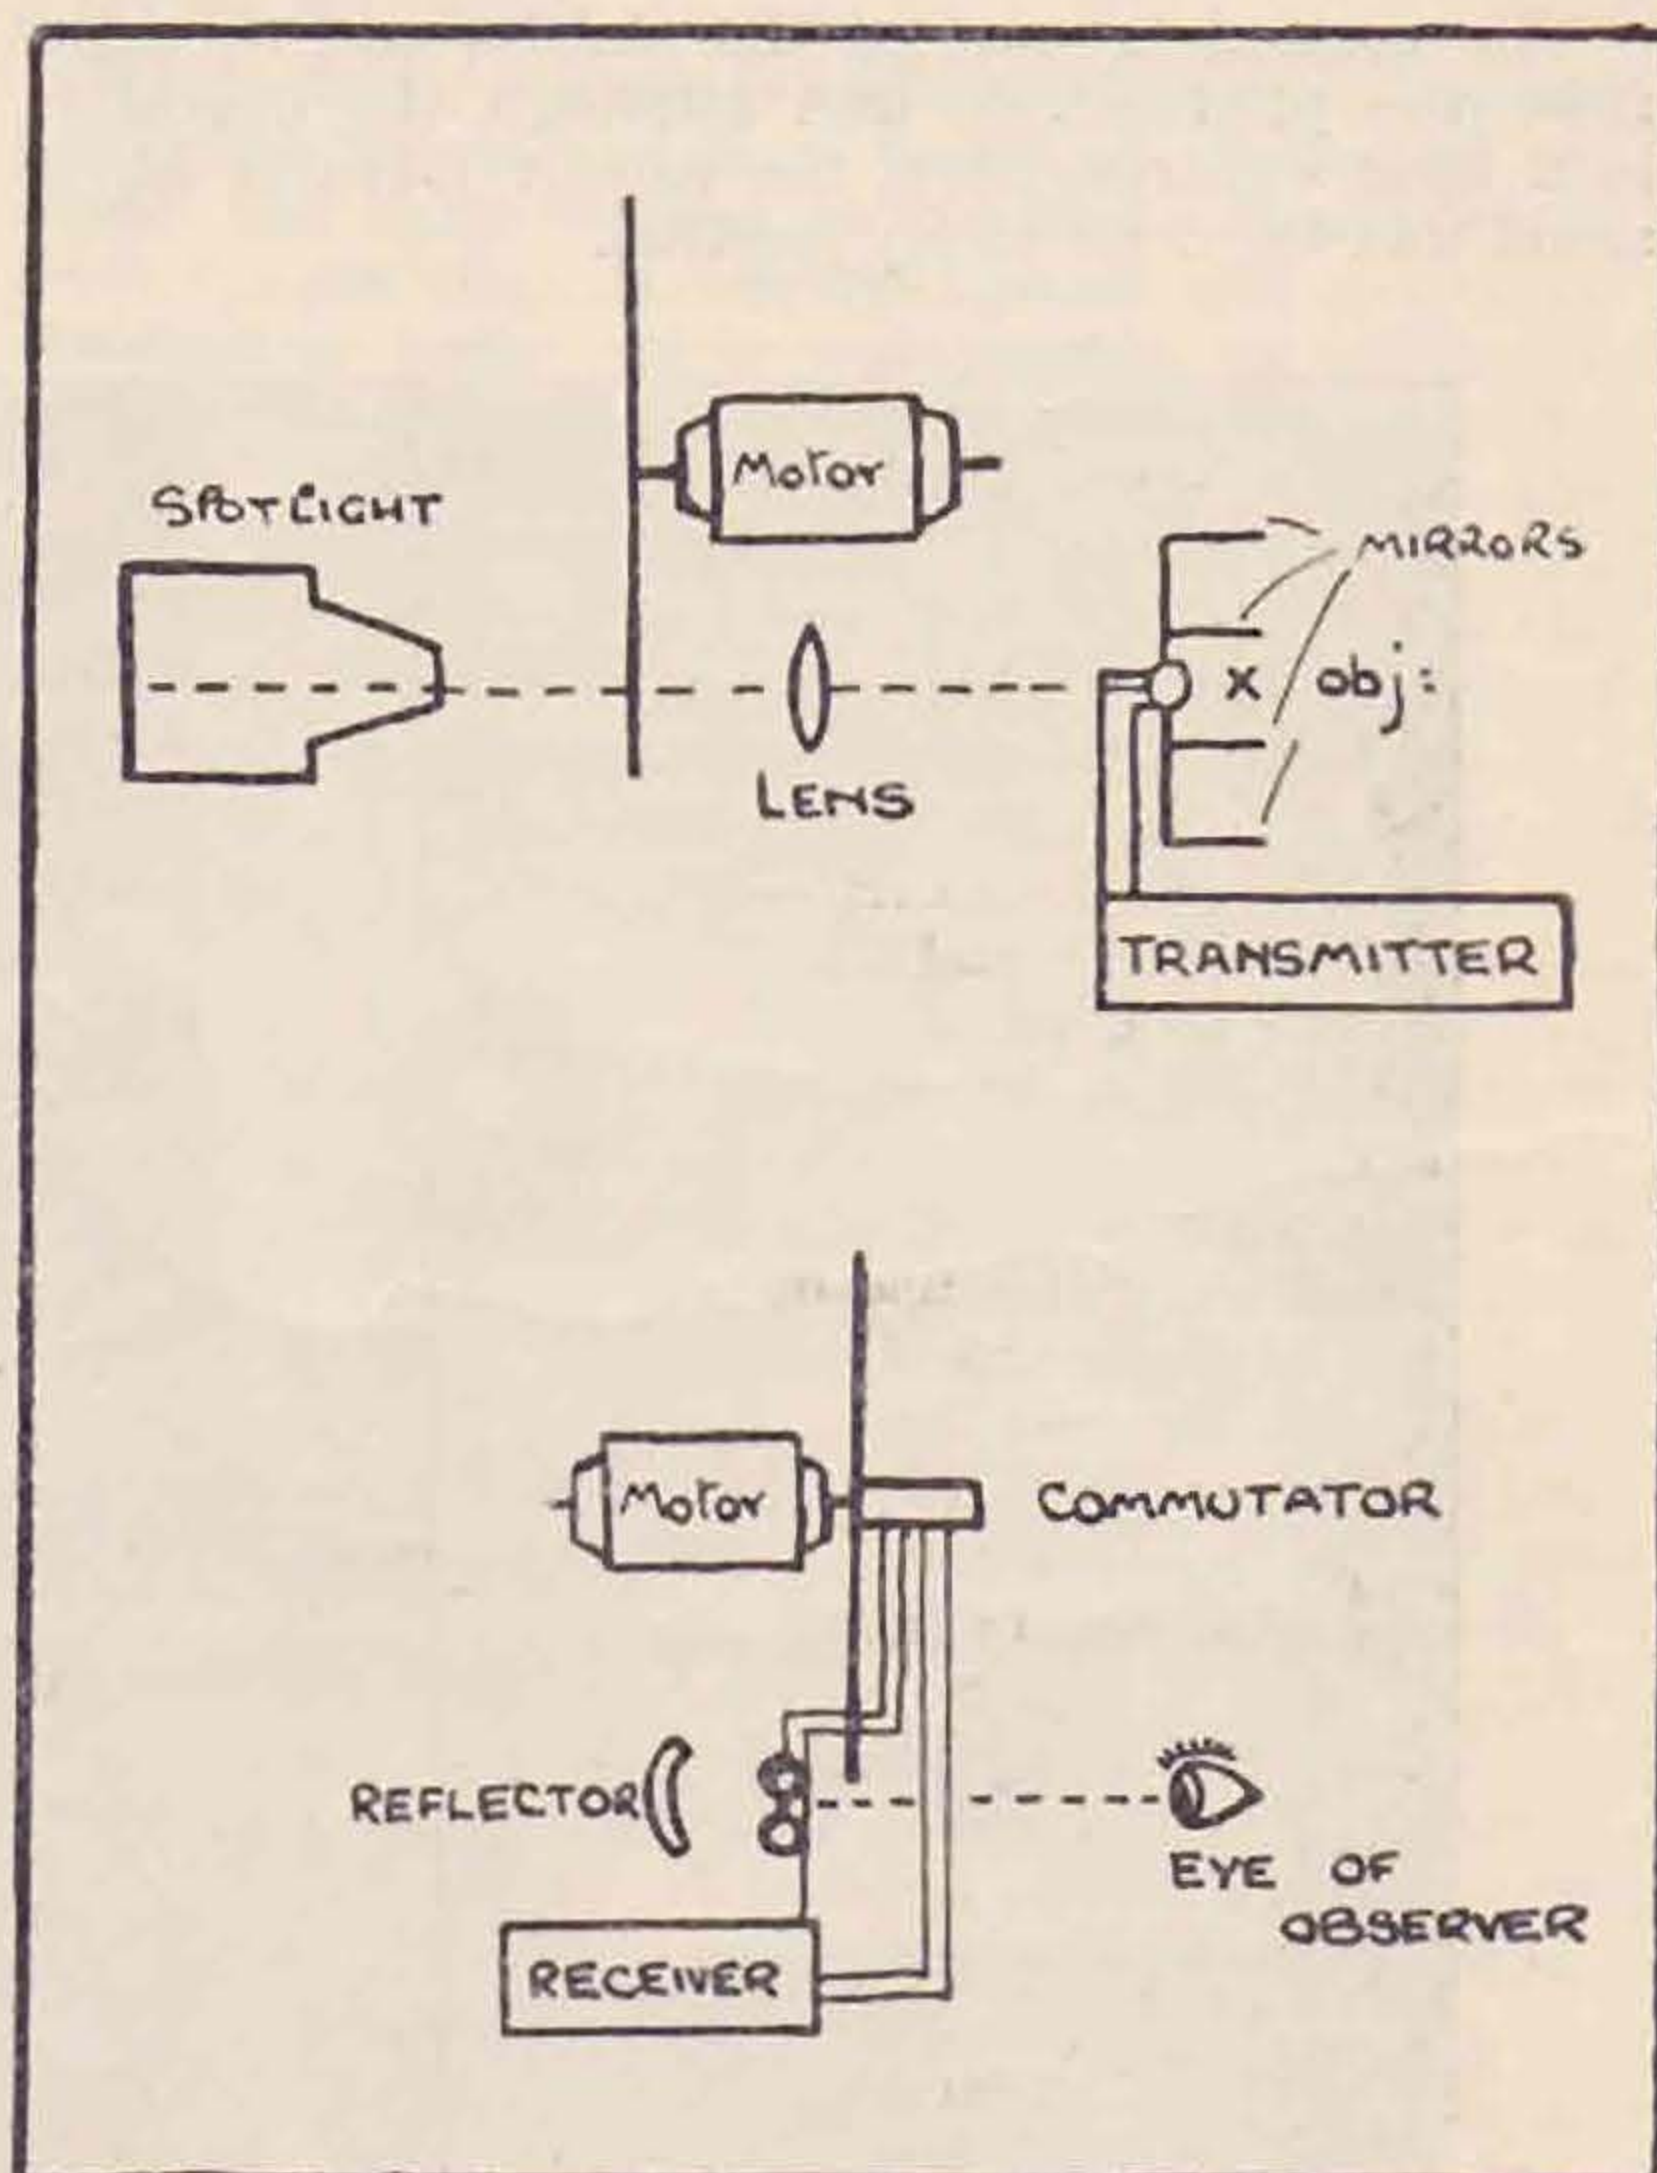 Motor
SPOTLIGHT
MIRRORS
x obj:
LENS
TRANSMITTER
Motor
COMMUTATOR
REFLECTOR
EYE OF
OBSERVER
RECEIVER